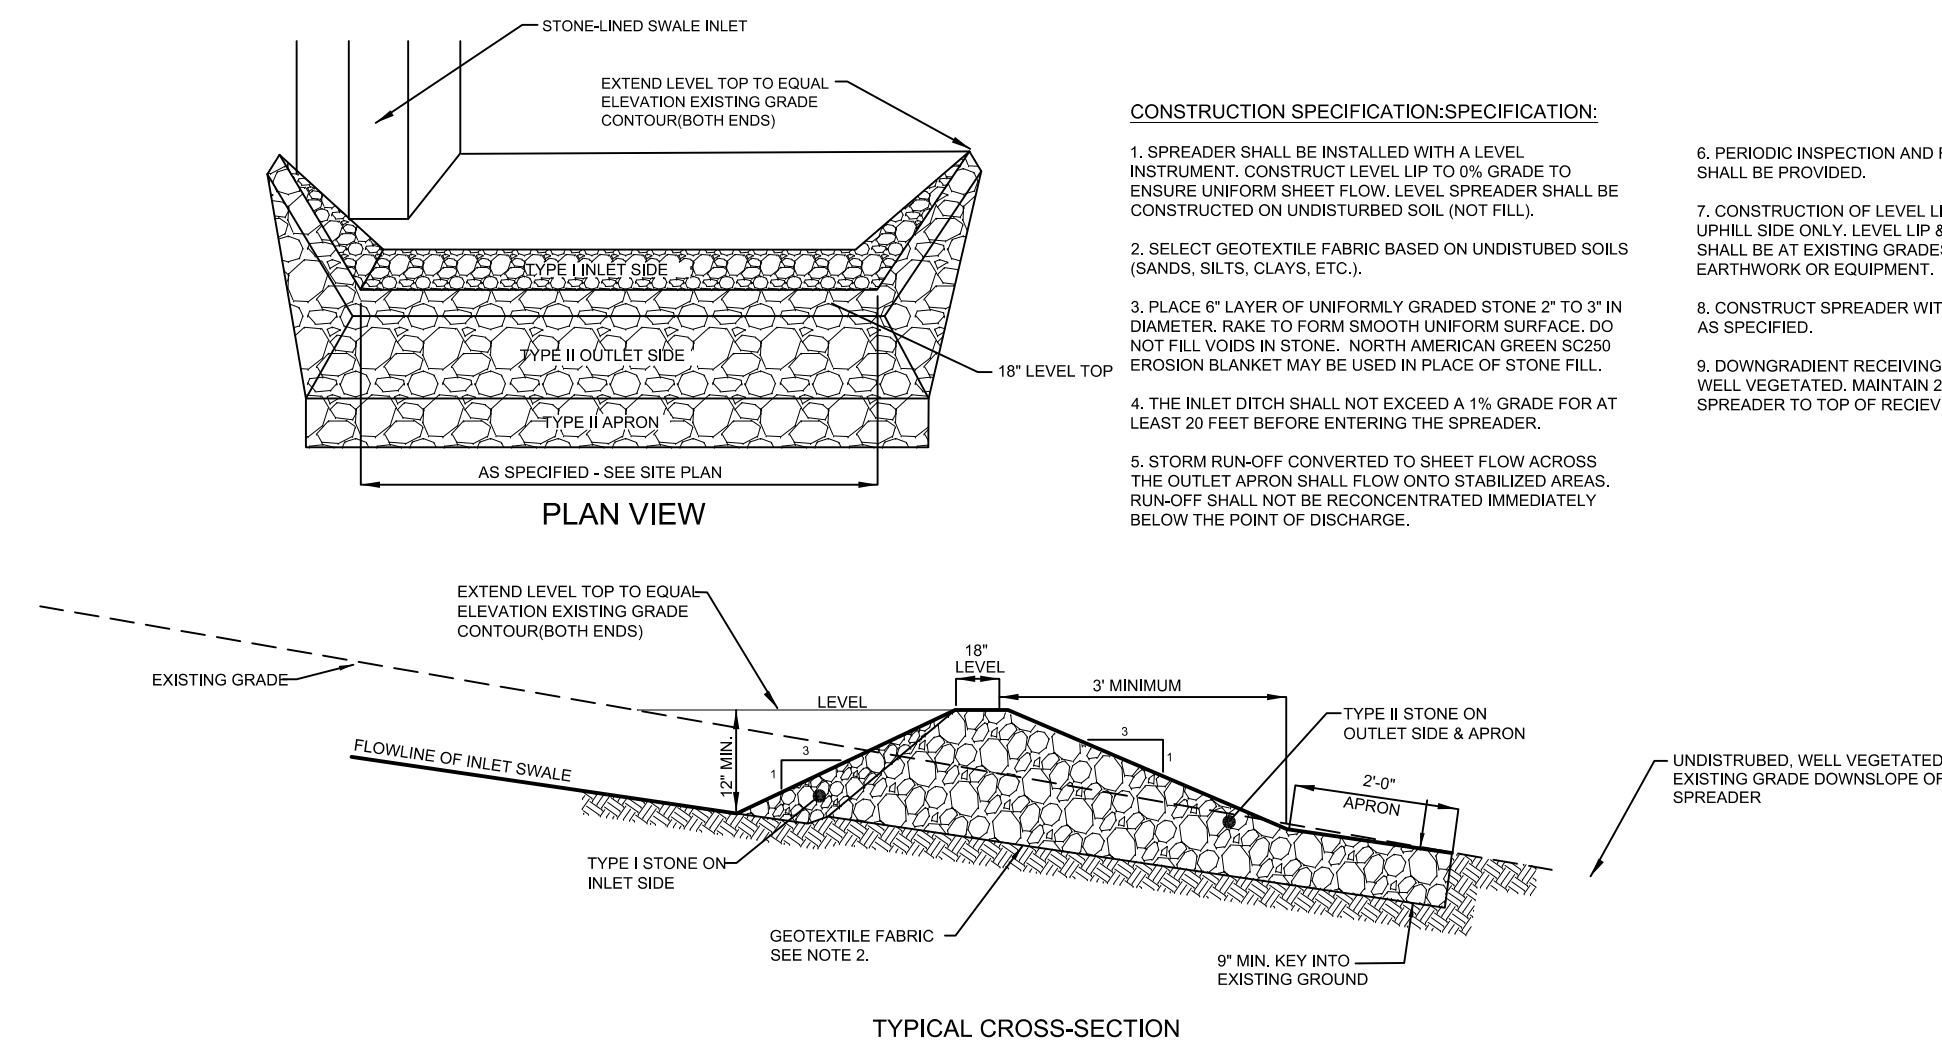 STONE-LINED SWALE INLET
EXTEND LEVEL TOP TO EQUAL
ELEVATION EXISTING GRADE
CONTOUR(BOTH ENDS)
TYPE I INLET SIDE
TYPE II OUTLET SIDE
18" LEVEL TOP
TYPE II APRON
AS SPECIFIED - SEE SITE PLAN
PLAN VIEW
CONSTRUCTION SPECIFICATION:SPECIFICATION:
1. SPREADER SHALL BE INSTALLED WITH A LEVEL
INSTRUMENT. CONSTRUCT LEVEL LIP TO 0% GRADE TO
ENSURE UNIFORM SHEET FLOW. LEVEL SPREADER SHALL BE
CONSTRUCTED ON UNDISTURBED SOIL (NOT FILL).
2. SELECT GEOTEXTILE FABRIC BASED ON UNDISTUBED SOILS
(SANDS, SILTS, CLAYS, ETC.).
3. PLACE 6" LAYER OF UNIFORMLY GRADED STONE 2" TO 3" IN
DIAMETER. RAKE TO FORM SMOOTH UNIFORM SURFACE. DO
NOT FILL VOIDS IN STONE. NORTH AMERICAN GREEN SC250
EROSION BLANKET MAY BE USED IN PLACE OF STONE FILL.
4. THE INLET DITCH SHALL NOT EXCEED A 1% GRADE FOR AT
LEAST 20 FEET BEFORE ENTERING THE SPREADER.
5. STORM RUN-OFF CONVERTED TO SHEET FLOW ACROSS
THE OUTLET APRON SHALL FLOW ONTO STABILIZED AREAS.
RUN-OFF SHALL NOT BE RECONCENTRATED IMMEDIATELY
BELOW THE POINT OF DISCHARGE.
6. PERIODIC INSPECTION AND
SHALL BE PROVIDED.
7. CONSTRUCTION OF LEVEL
UPHILL SIDE ONLY. LEVEL LIP &
SHALL BE AT EXISTING GRADES
EARTHWORK OR EQUIPMENT.
8. CONSTRUCT SPREADER
AS SPECIFIED.
9. DOWNGRADIENT RECEIVING
WELL VEGETATED. MAINTAIN
SPREADER TO TOP OF
EXTEND LEVEL TOP TO EQUAL
ELEVATION EXISTING GRADE
CONTOUR(BOTH ENDS)
EXISTING GRADE
LEVEL
FLOWLINE OF INLET SWALE
12" MIN.
3
1
18"
LEVEL
3' MINIMUM
3
1
TYPE II STONE ON
OUTLET SIDE & APRON
2'-0"
APRON
UNDISTRUBED, WELL VEGETATED
EXISTING GRADE DOWNSLOPE OF
SPREADER
TYPE I STONE ON
INLET SIDE
GEOTEXTILE FABRIC
SEE NOTE 2.
9" MIN. KEY INTO
EXISTING GROUND
TYPICAL CROSS-SECTION